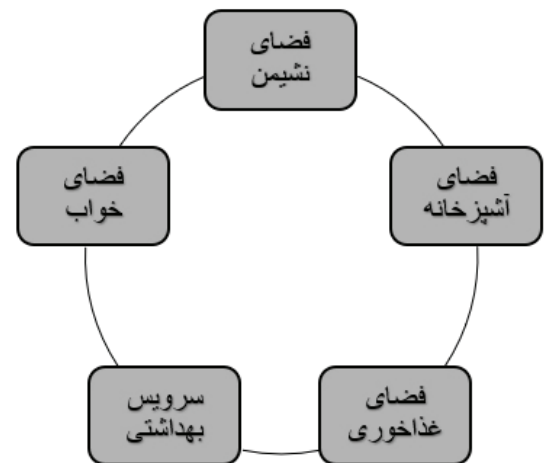 فضای
نشیمن
فضای
آشپزخانه
فضای
غذاخوری
سرویس
بهداشتی
فضای
خواب